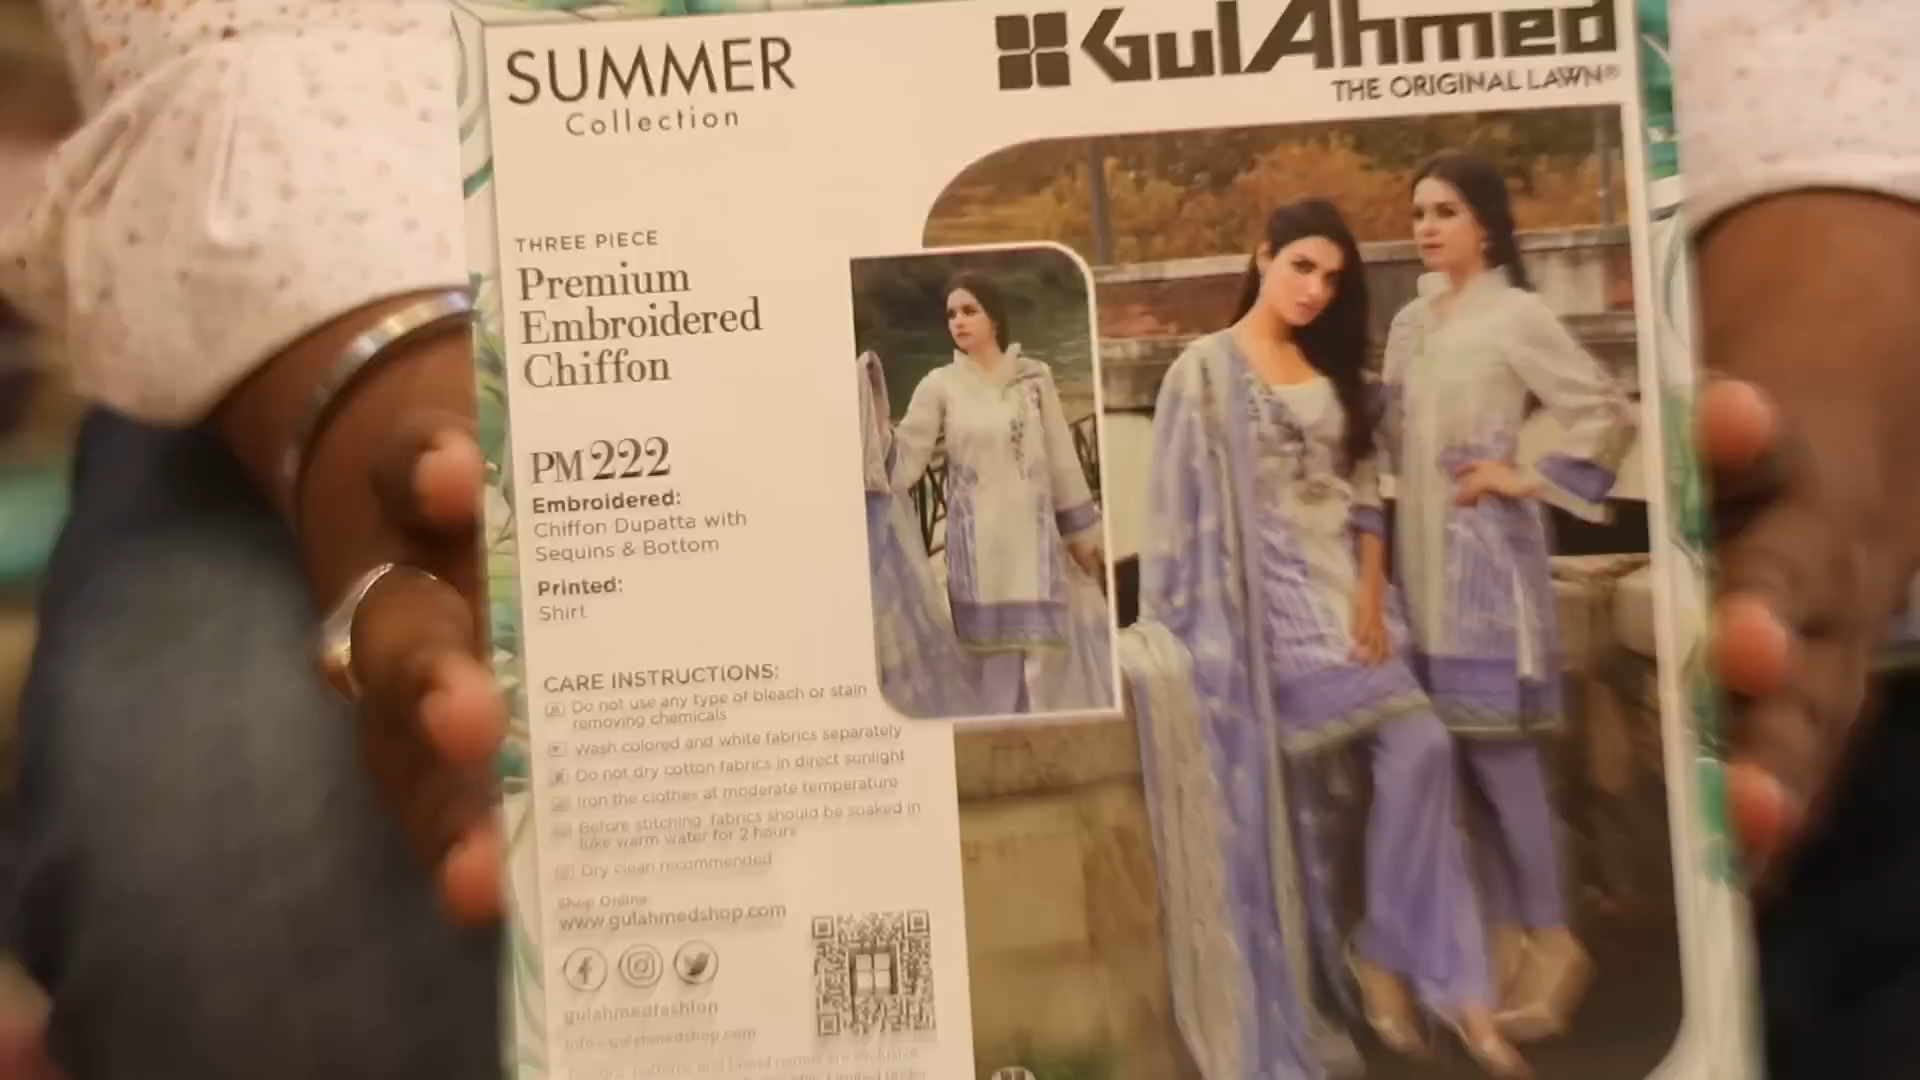 SUMMER
Collection
GulAhmed
THE ORIGINAL LAWN®
THREE PIECE
Premium
Embroidered
Chiffon
PM 222
Embroidered:
Chiffon Dupatta with
Sequins & Bottom
Printed:
Shirt
CARE INSTRUCTIONS:
Do not use any type of bleach or stain
removing chemicals
Wash colored and white fabrics separately
Do not dry cotton fabrics in direct sunlight
Iron the clothes at moderate temperature
Before stitching, fabrics should be soaked in
luke warm water for 2 hours
Dry clean recommended
Shop Online:
www.gulahmedshop.com
gulahmedfashion
info@gulahmedshop.com